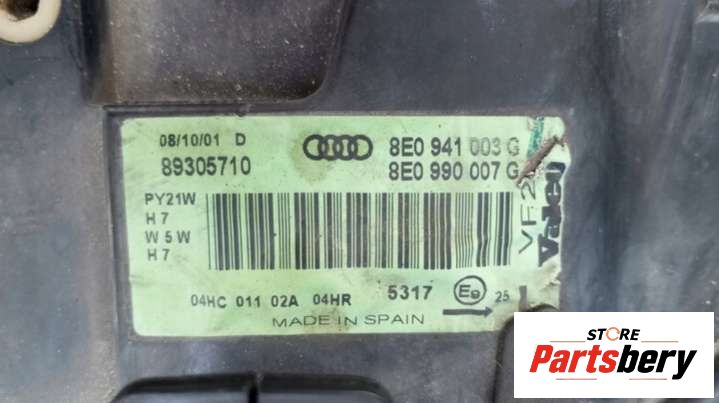 08/10/01 D
89305710
8E0 941 003 G
8E0 990 007 G
PY21W
H 7
W 5 W
H 7
Valeo
04HC 011 02A 04HR
5317
E9
25
MADE IN SPAIN
STORE
Partsbery